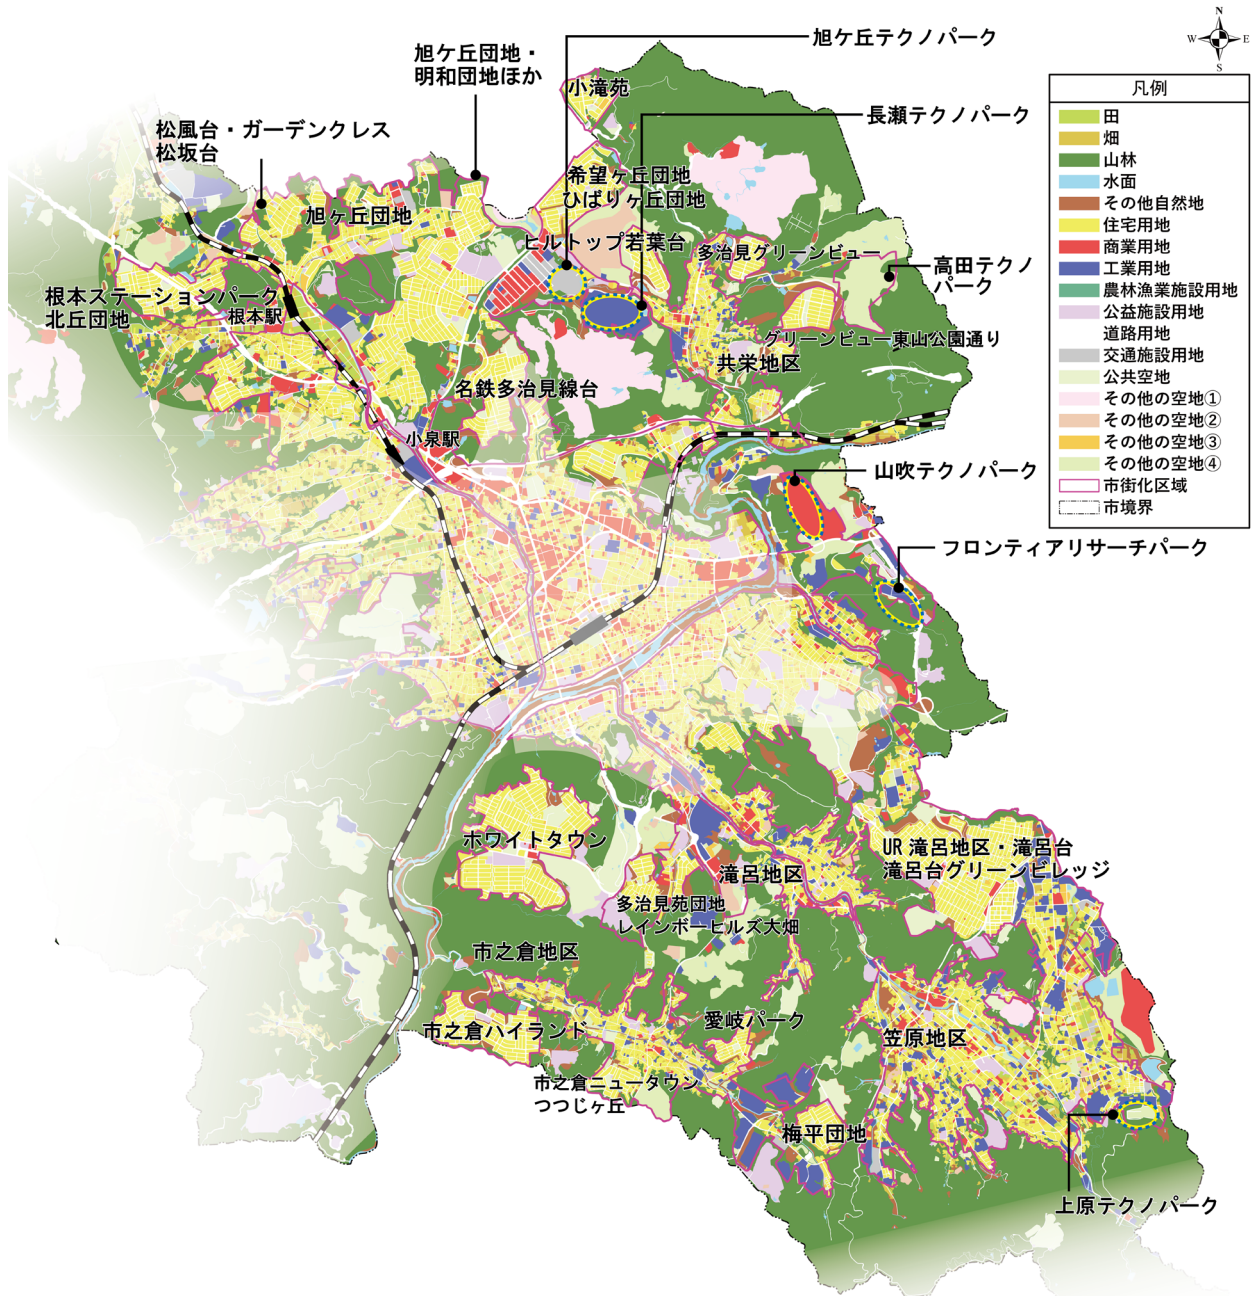 N
W
E
S
旭ケ丘テクノパーク
旭ケ丘団地・
明和団地ほか
小滝苑
長瀬テクノパーク
松風台・ガーデンクレス
松坂台
希望ヶ丘団地
ひばりヶ丘団地
旭ヶ丘団地
ヒルトップ若葉台
多治見グリーンビュー
高田テクノ
パーク
根本ステーションパーク
北丘団地
根本駅
グリーンビュー東山公園通り
共栄地区
名鉄多治見線台
小泉駅
山吹テクノパーク
フロンティアリサーチパーク
ホワイトタウン
UR 滝呂地区・滝呂台
滝呂台グリーンビレッジ
滝呂地区
多治見苑団地
レインボーヒルズ大畑
市之倉地区
愛岐パーク
市之倉ハイランド
笠原地区
市之倉ニュータウン
つつじヶ丘
梅平団地
上原テクノパーク
凡例
田
畑
山林
水面
その他自然地
住宅用地
商業用地
工業用地
農林漁業施設用地
公益施設用地
道路用地
交通施設用地
公共空地
その他の空地①
その他の空地②
その他の空地③
その他の空地④
市街化区域
市境界